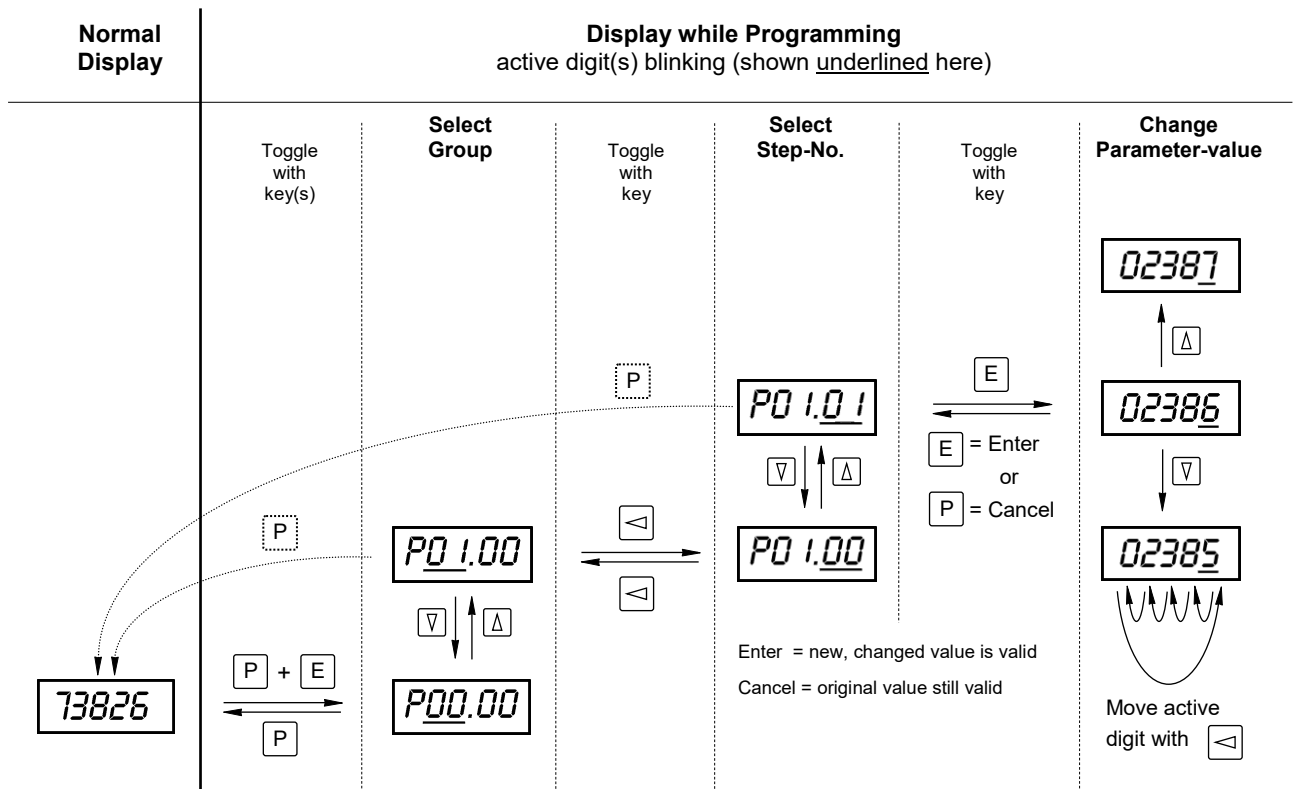 Normal
Display
Display while Programming
active digit(s) blinking (shown underlined here)
Toggle
with
key(s)
Select
Group
Toggle
with
key
Select
Step-No.
Toggle
with
key
Change
Parameter-value
02387
P
E
P01.01
02386
E = Enter
or
P = Cancel
P
P01.00
P01.00
02385
Enter = new, changed value is valid
Cancel = original value still valid
P + E
73826
P00.00
P
Move active
digit with